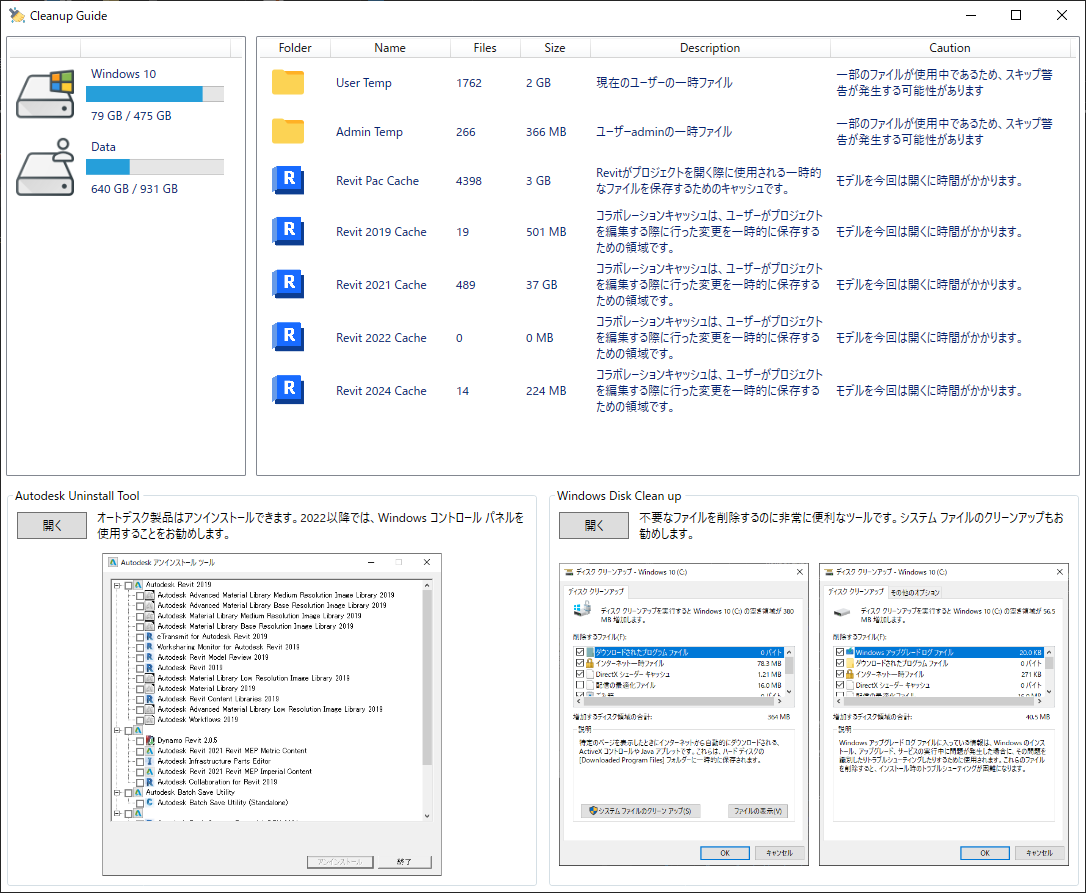 Cleanup Guide
Windows 10
79 GB / 475 GB
Data
640 GB / 931 GB
Folder Name Files Size Description Caution
User Temp 1762 2 GB 現在のユーザーの一時ファイル 一部のファイルが使用中であるため、スキップ警
告が発生する可能性があります
Admin Temp 266 366 MB ユーザーadminの一時ファイル 一部のファイルが使用中であるため、スキップ警
告が発生する可能性があります
Revit Pac Cache 4398 3 GB Revitがプロジェクトを開く際に使用される一時的
なファイルを保存するためのキャッシュです。 モデルを今回は開くに時間がかかります。
Revit 2019 Cache 19 501 MB コラボレーションキャッシュは、ユーザーがプロジェクト
を編集する際に行った変更を一時的に保存する
ための領域です。 モデルを今回は開くに時間がかかります。
Revit 2021 Cache 489 37 GB コラボレーションキャッシュは、ユーザーがプロジェクト
を編集する際に行った変更を一時的に保存する
ための領域です。 モデルを今回は開くに時間がかかります。
Revit 2022 Cache 0 0 MB コラボレーションキャッシュは、ユーザーがプロジェクト
を編集する際に行った変更を一時的に保存する
ための領域です。 モデルを今回は開くに時間がかかります。
Revit 2024 Cache 14 224 MB コラボレーションキャッシュは、ユーザーがプロジェクト
を編集する際に行った変更を一時的に保存する
ための領域です。 モデルを今回は開くに時間がかかります。
Autodesk Uninstall Tool
開く
オートデスク製品はアンインストールできます。2022以降では、Windows コントロール パネルを
使用することをお勧めします。
Autodesk アンインストール ツール
Autodesk Revit 2019
Autodesk Advanced Material Library Medium Resolution Image Library 2019
Autodesk Advanced Material Library Base Resolution Image Library 2019
Autodesk Material Library Medium Resolution Image Library 2019
Autodesk Material Library Base Resolution Image Library 2019
eTransmit for Autodesk Revit 2019
Worksharing Monitor for Autodesk Revit 2019
Autodesk Revit Model Review 2019
Autodesk Revit 2019
Autodesk Material Library Low Resolution Image Library 2019
Autodesk Material Library 2019
Autodesk Revit Content Libraries 2019
Autodesk Advanced Material Library Low Resolution Image Library 2019
Autodesk Workflows 2019
Dynamo Revit 2.0.5
Autodesk Revit 2021 Revit MEP Metric Content
Autodesk Infrastructure Parts Editor
Autodesk Revit 2021 Revit MEP Imperial Content
Autodesk Collaboration for Revit 2019
Autodesk Batch Save Utility
Autodesk Batch Save Utility (Standalone)
アンインストール 終了
Windows Disk Clean up
開く
不要なファイルを削除するのに非常に便利なツールです。システム ファイルのクリーンアップもお
勧めします。
ディスク クリーンアップ - Windows 10 (C:)
ディスク クリーンアップ
ディスク クリーンアップを実行すると Windows 10 (C:) の空き領域が 380
MB 増加します。
削除するファイル(F):
ダウンロードされたプログラム ファイル 0 バイト
インターネット一時ファイル 78.3 MB
DirectX シェーダー キャッシュ 1.21 MB
配信の最適化ファイル 16.0 MB
増加するディスク領域の合計: 364 MB
説明
特定のページを表示したときにインターネットから自動的にダウンロードされる、
ActiveX コントロールや Java アプレットです。これらは、ハード ディスクの
[Downloaded Program Files] フォルダーに一時的に保存されます。
システム ファイルのクリーン アップ(S) ファイルの表示(V)
OK キャンセル
ディスク クリーンアップ - Windows 10 (C:)
ディスク クリーンアップ その他のオプション
ディスク クリーンアップを実行すると Windows 10 (C:) の空き領域が 56.5
MB 増加します。
削除するファイル(F):
Windows アップグレード ログ ファイル 20.0 KB
ダウンロードされたプログラム ファイル 0 バイト
インターネット一時ファイル 271 KB
DirectX シェーダー キャッシュ 0 バイト
増加するディスク領域の合計: 40.5 MB
説明
Windows アップグレード ログ ファイルに入っている情報は、Windows のインス
トール、アップグレード、サービスの実行中に問題が発生した場合に、その問題を
識別したりトラブルシューティングしたりするために使用されます。これらのファイル
を削除すると、インストール時のトラブルシューティングが困難になります。
OK キャンセル